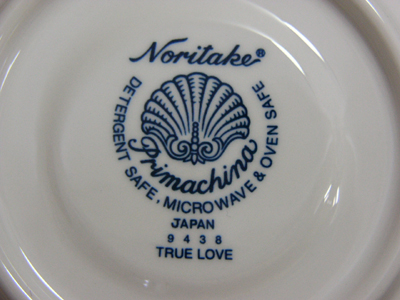 Noritake®
Primachina
DETERGENT SAFE, MICROWAVE & OVEN SAFE
JAPAN
9438
TRUE LOVE